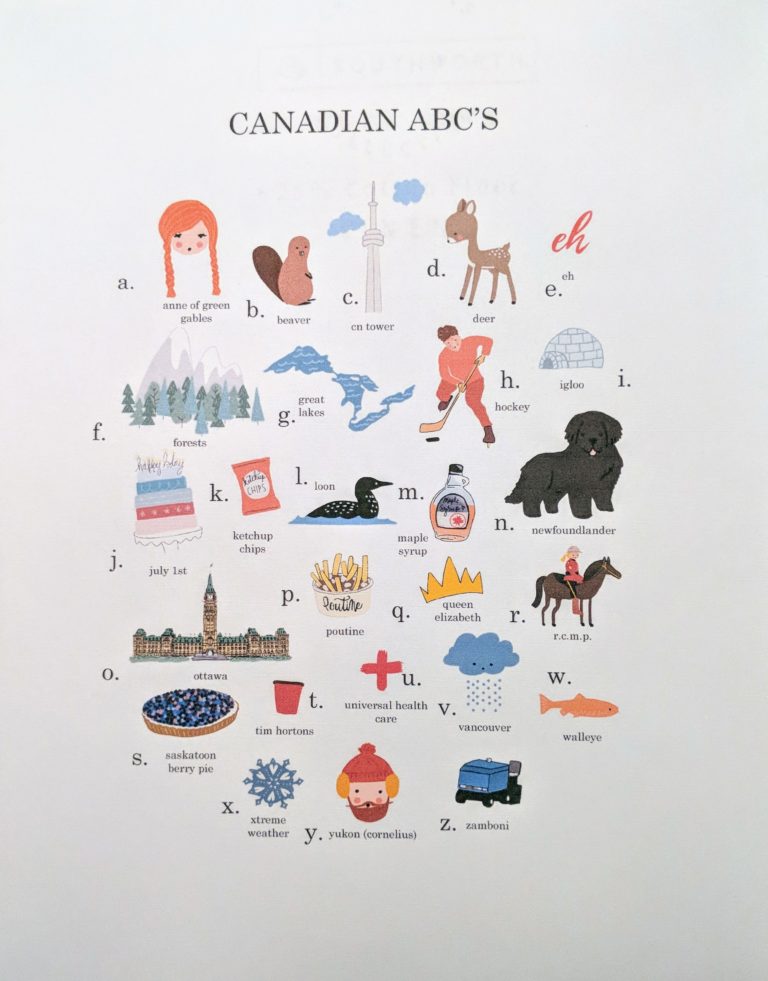 CANADIAN ABC'S
a.
anne of green
gables
b.
beaver
c.
cn tower
d.
deer
e.
eh
eh
f.
forests
g.
great
lakes
h.
hockey
i.
igloo
j.
happy b'day
july 1st
k.
Ketchup
CHIPS
ketchup
chips
l.
loon
m.
Maple
Syrup
maple
syrup
n.
newfoundlander
o.
ottawa
p.
Poutine
poutine
q.
queen
elizabeth
r.
r.c.m.p.
s.
saskatoon
berry pie
t.
tim hortons
u.
universal health
care
v.
vancouver
w.
walleye
x.
xtreme
weather
y.
yukon (cornelius)
z.
zamboni